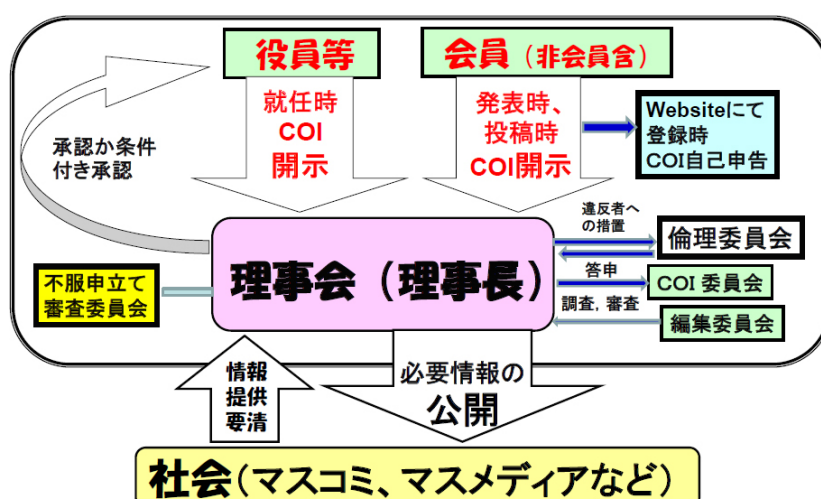 役員等
会員（非会員含）
就任時
COI
開示
発表時、
投稿時
COI開示
Websiteにて
登録時
COI自己申告
承認か条件
付き承認
違反者へ
の措置
倫理委員会
理事会（理事長）
答申
COI 委員会
不服申立て
審査委員会
調査，審査
編集委員会
情報
提供
要清
必要情報の
公開
社会（マスコミ、マスメディアなど）